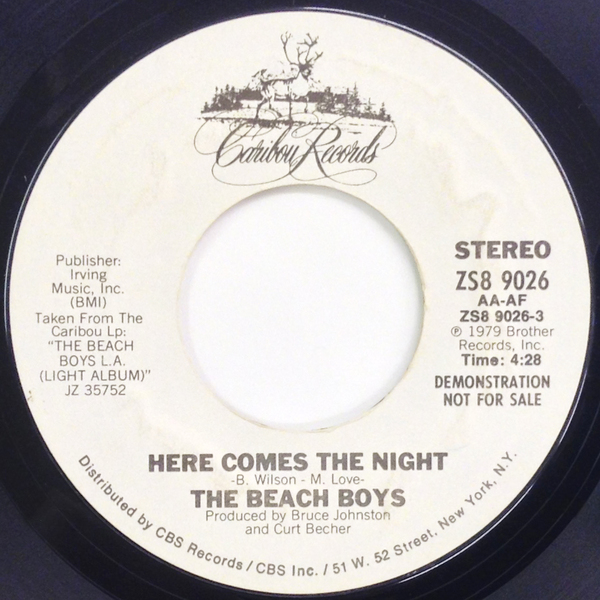 Caribou Records
Publisher:
Irving
Music, Inc.
(BMI)
Taken From The
Caribou Lp:
"THE BEACH
BOYS L.A.
(LIGHT ALBUM)"
JZ 35752
STEREO
ZS8 9026
AA-AF
ZS8 9026-3
℗ 1979 Brother
Records, Inc.
Time: 4:28
DEMONSTRATION
NOT FOR SALE
HERE COMES THE NIGHT
-B. Wilson - M. Love-
THE BEACH BOYS
Produced by Bruce Johnston
and Curt Becher
Distributed by CBS Records / CBS Inc. / 51 W. 52 Street, New York, N.Y.